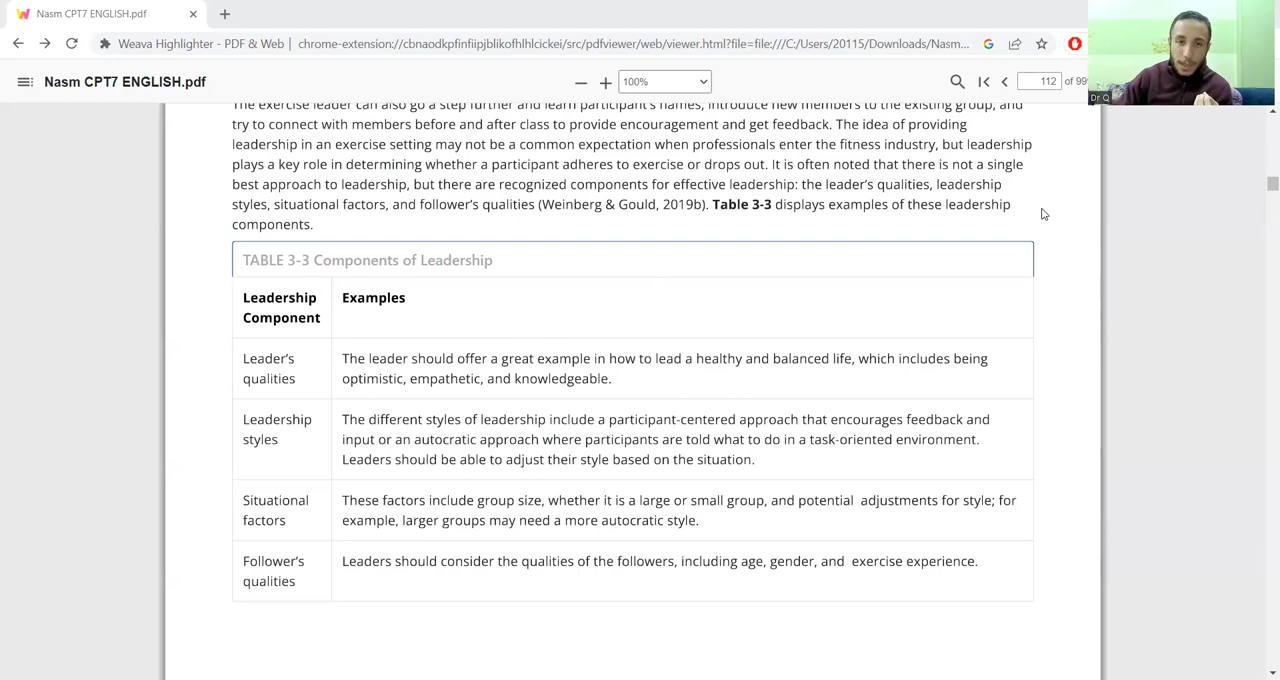 Nasm CPT7 ENGLISH.pdf
Weava Highlighter - PDF & Web | chrome-extension://cbnaodkpfinfiipjblikofhlhlcickei/src/pdfviewer/web/viewer.html?file=file:///C:/Users/20115/Downloads/Nasm...
Nasm CPT7 ENGLISH.pdf
100%
112 of 99
Dr Q
The exercise leader can also go a step further and learn participant's names, introduce new members to the existing group, and
try to connect with members before and after class to provide encouragement and get feedback. The idea of providing
leadership in an exercise setting may not be a common expectation when professionals enter the fitness industry, but leadership
plays a key role in determining whether a participant adheres to exercise or drops out. It is often noted that there is not a single
best approach to leadership, but there are recognized components for effective leadership: the leader's qualities, leadership
styles, situational factors, and follower's qualities (Weinberg & Gould, 2019b). Table 3-3 displays examples of these leadership
components.
TABLE 3-3 Components of Leadership
Leadership
Component
Examples
Leader's
qualities
The leader should offer a great example in how to lead a healthy and balanced life, which includes being
optimistic, empathetic, and knowledgeable.
Leadership
styles
The different styles of leadership include a participant-centered approach that encourages feedback and
input or an autocratic approach where participants are told what to do in a task-oriented environment.
Leaders should be able to adjust their style based on the situation.
Situational
factors
These factors include group size, whether it is a large or small group, and potential adjustments for style; for
example, larger groups may need a more autocratic style.
Follower's
qualities
Leaders should consider the qualities of the followers, including age, gender, and exercise experience.